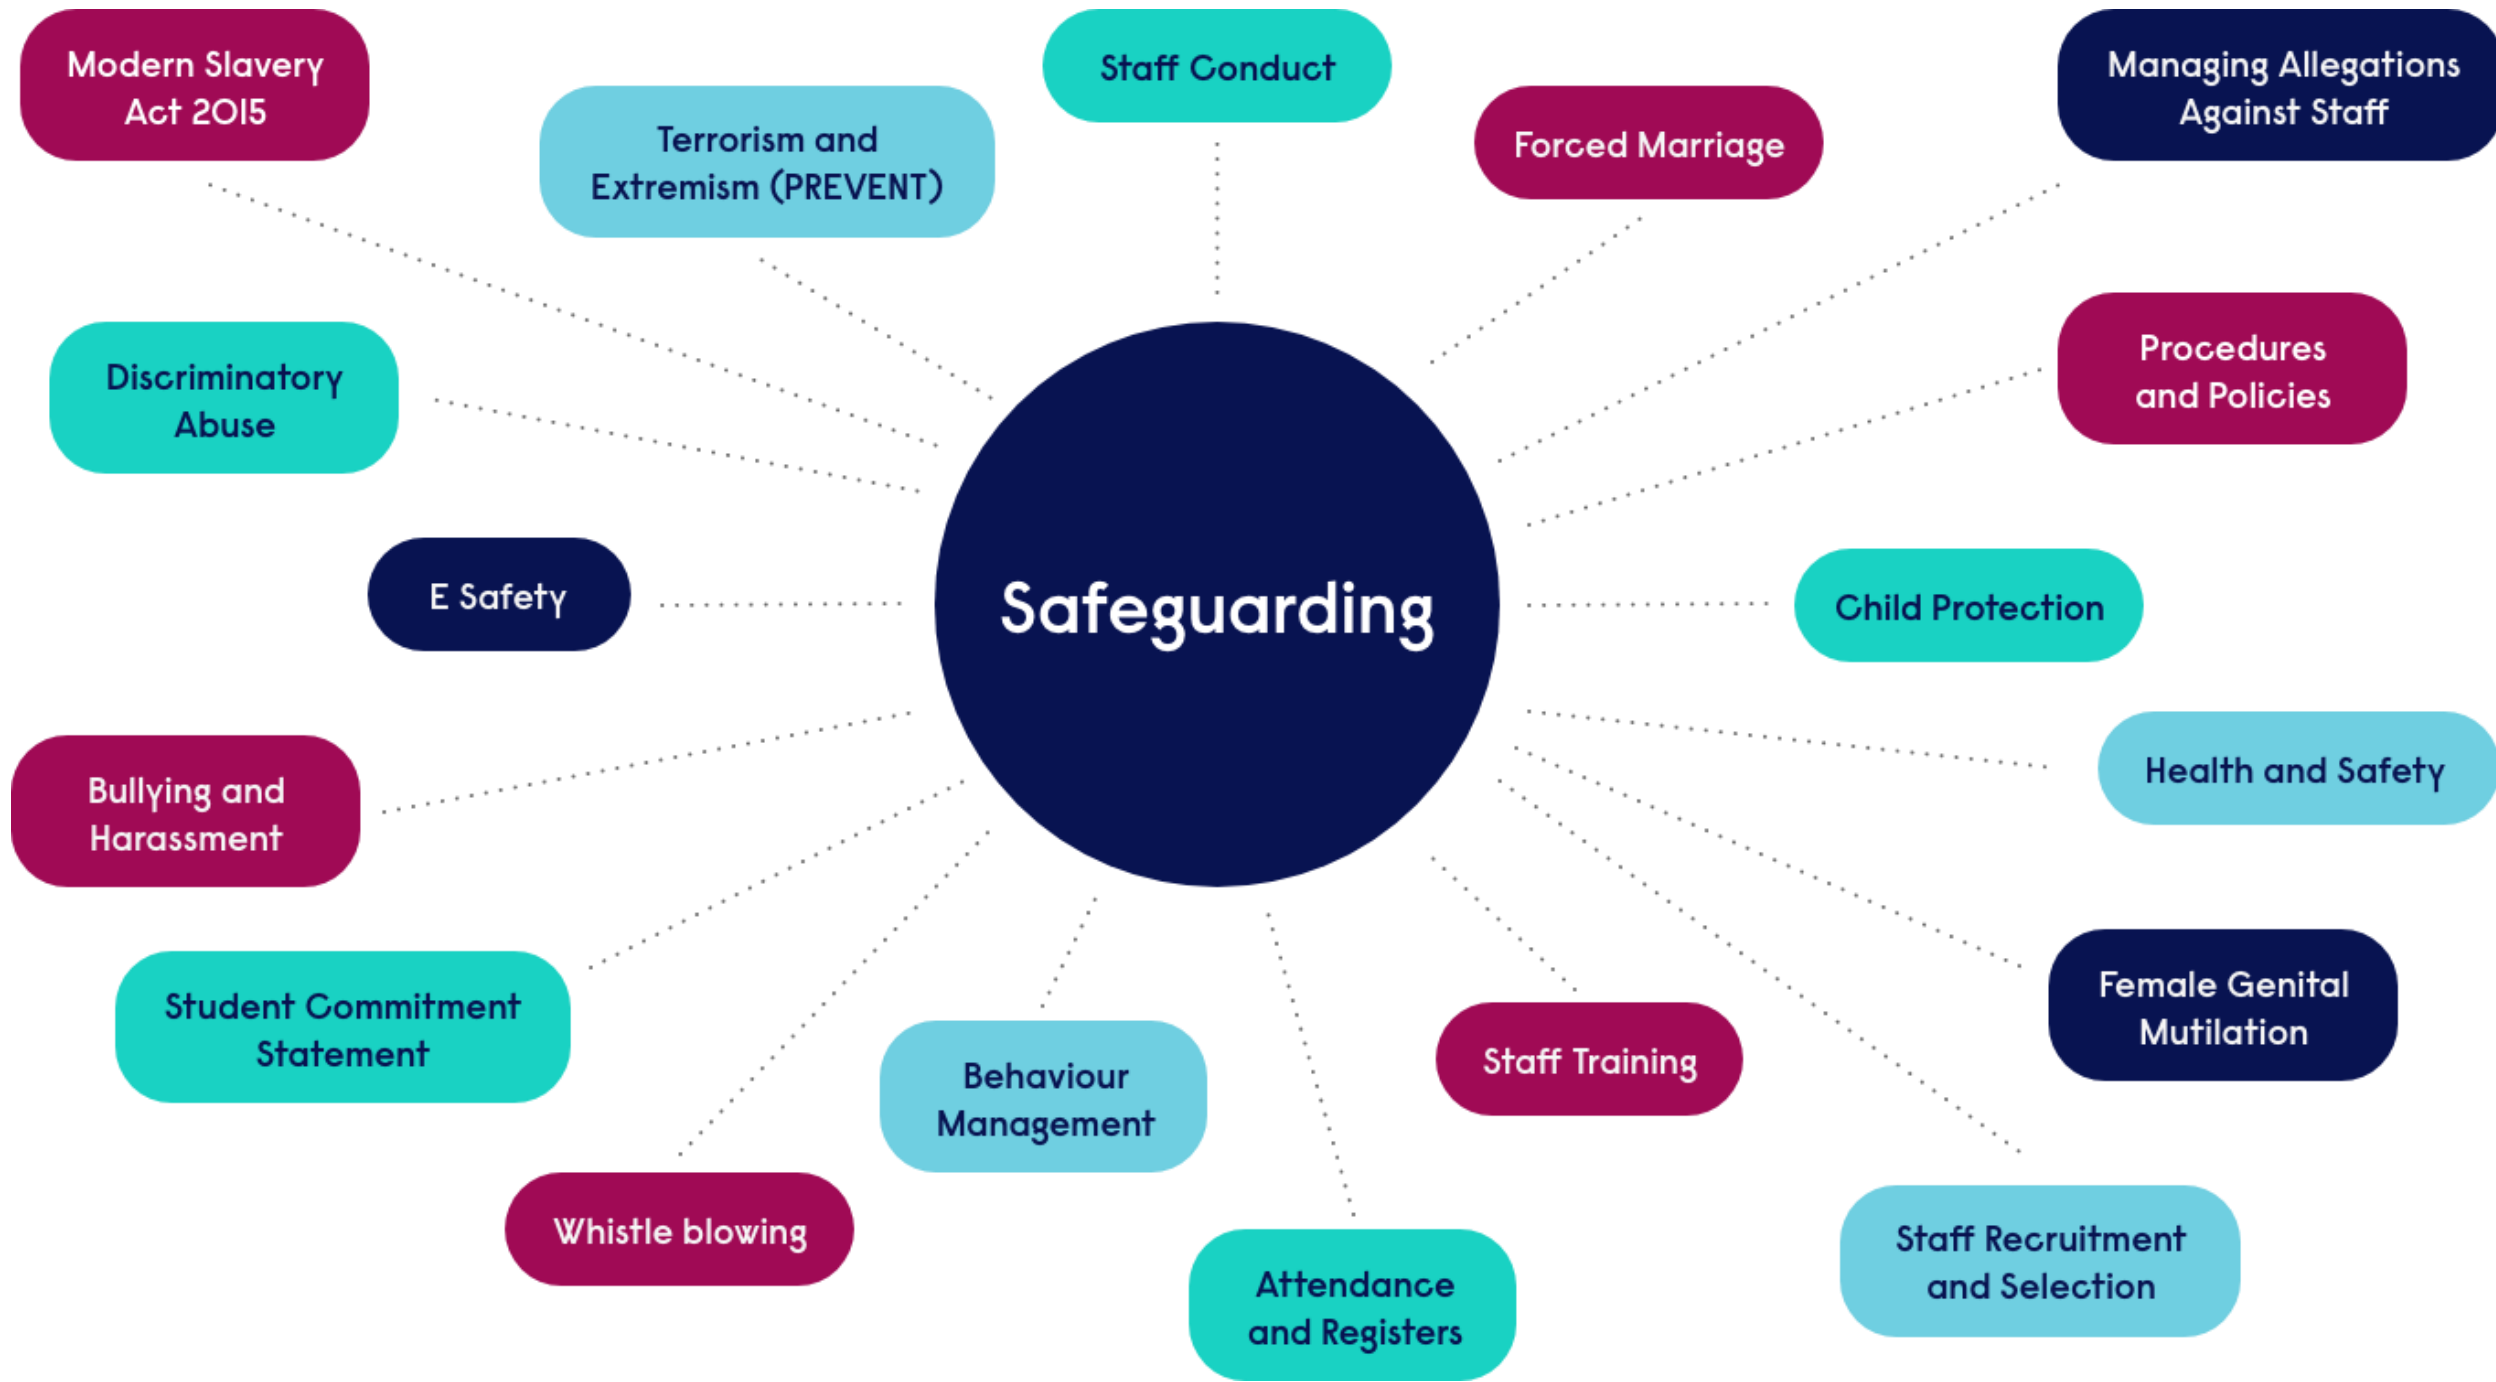 Modern Slavery
Act 2015
Terrorism and
Extremism (PREVENT)
Staff Conduct
Forced Marriage
Managing Allegations
Against Staff
Discriminatory
Abuse
Procedures
and Policies
E Safety
Safeguarding
Child Protection
Bullying and
Harassment
Health and Safety
Student Commitment
Statement
Behaviour
Management
Staff Training
Female Genital
Mutilation
Whistle blowing
Attendance
and Registers
Staff Recruitment
and Selection